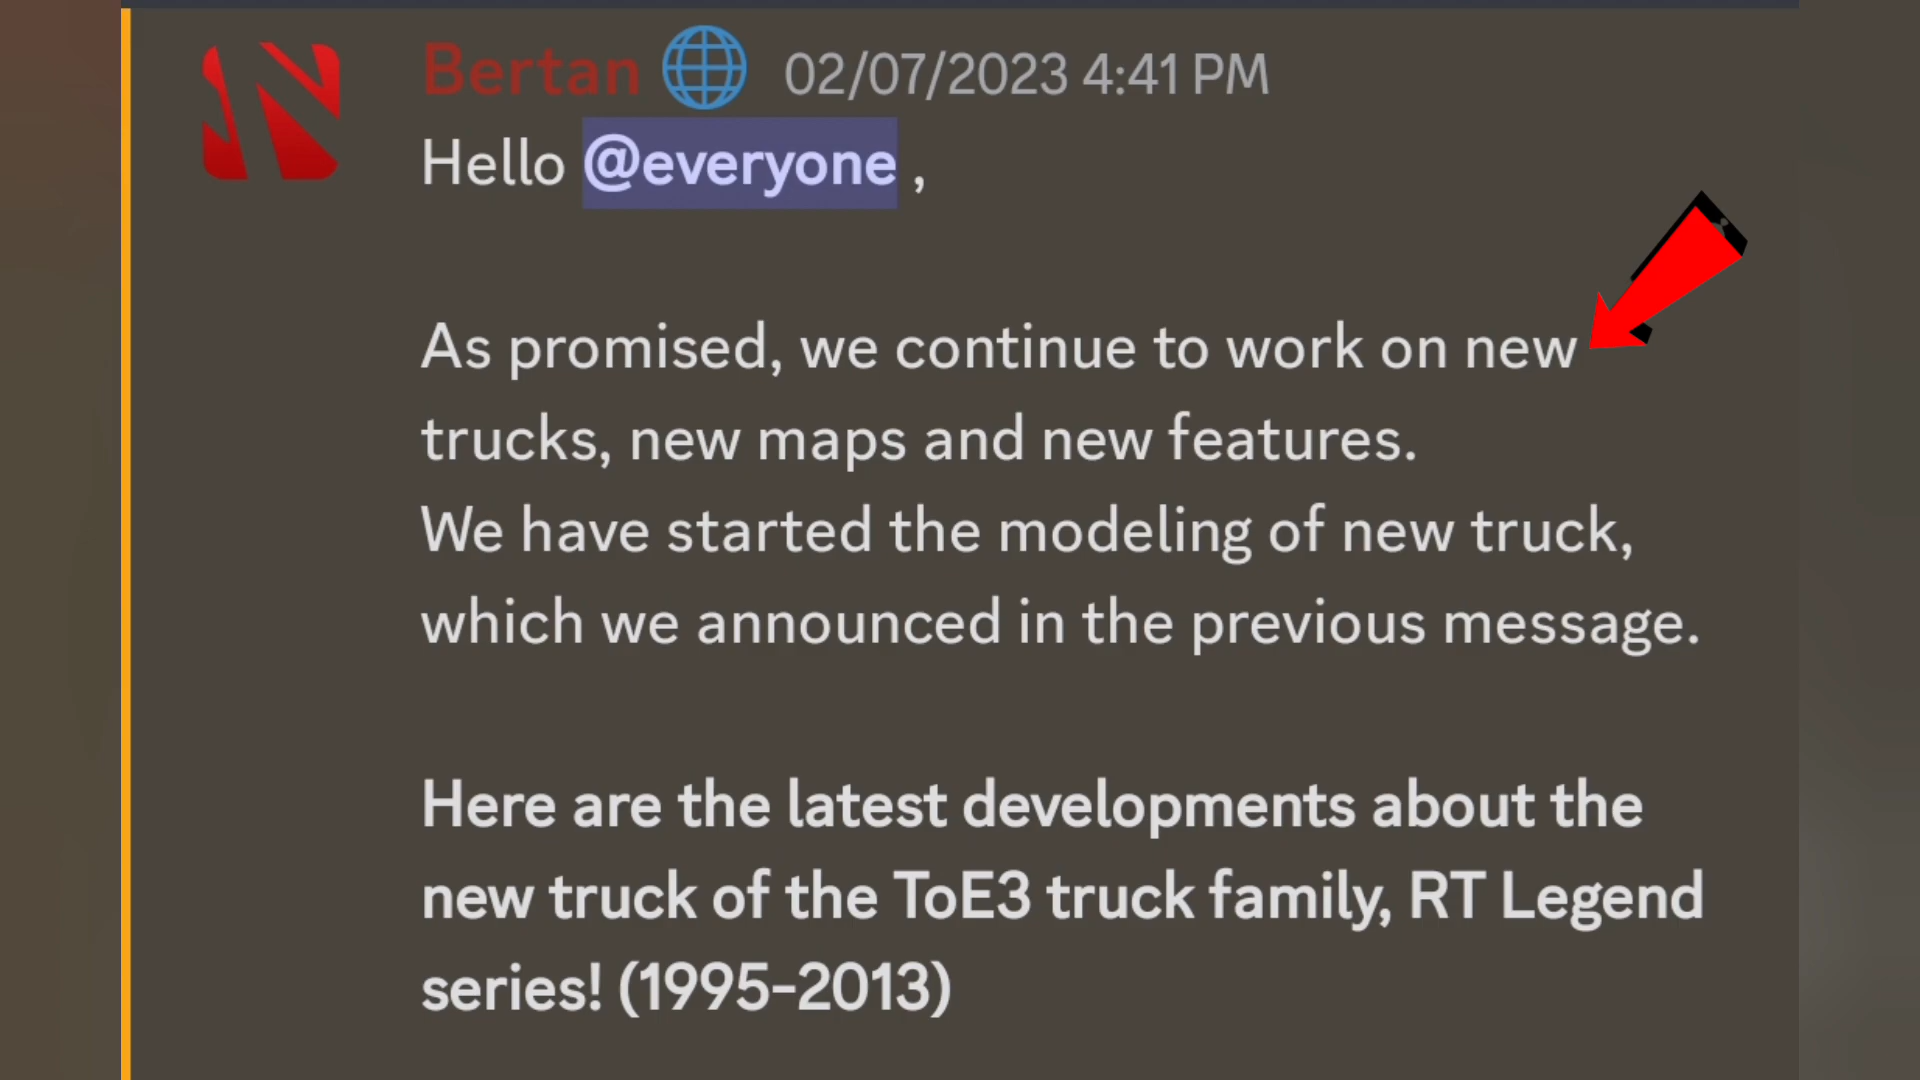 Bertan 02/07/2023 4:41 PM
Hello @everyone ,
As promised, we continue to work on new
trucks, new maps and new features.
We have started the modeling of new truck,
which we announced in the previous message.
Here are the latest developments about the
new truck of the ToE3 truck family, RT Legend
series! (1995-2013)